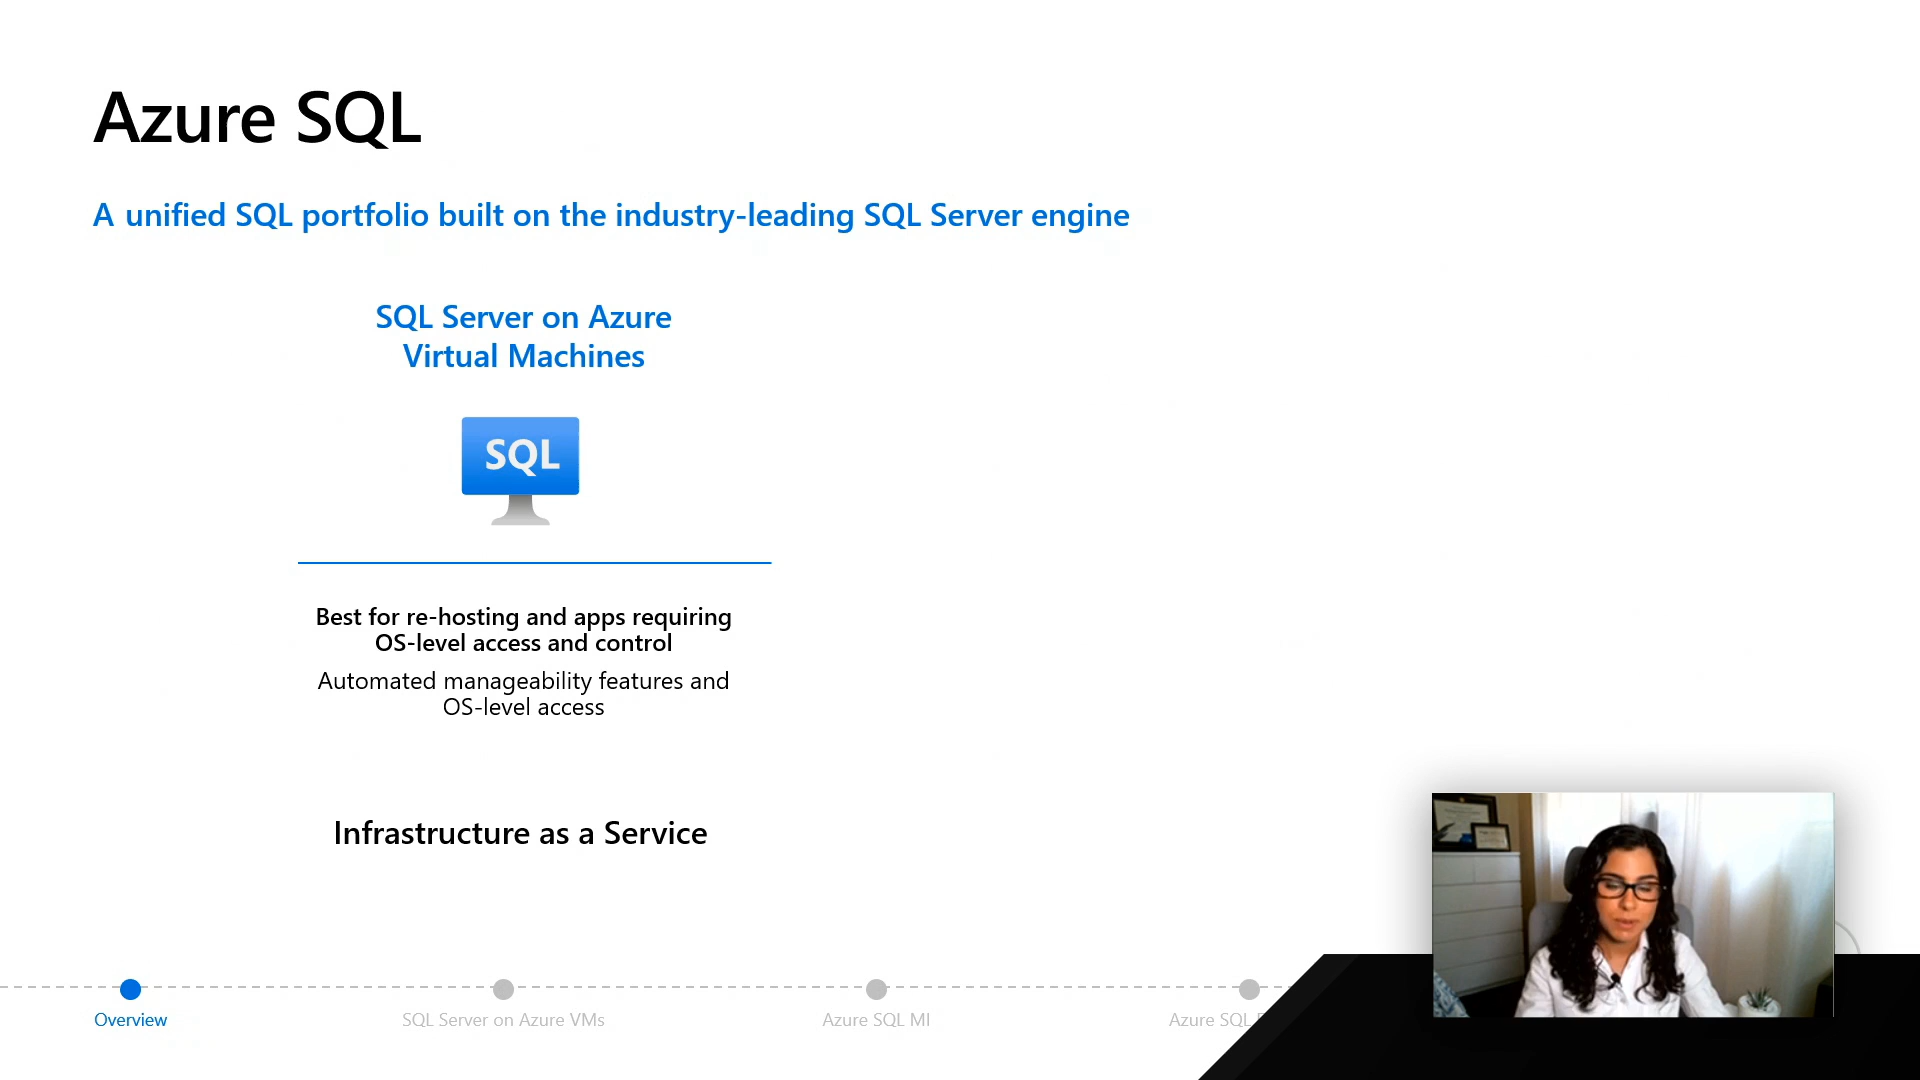 Azure SQL
A unified SQL portfolio built on the industry-leading SQL Server engine
SQL Server on Azure
Virtual Machines
SQL
Best for re-hosting and apps requiring
OS-level access and control
Automated manageability features and
OS-level access
Infrastructure as a Service
Overview
SQL Server on Azure VMs
Azure SQL MI
Azure SQL